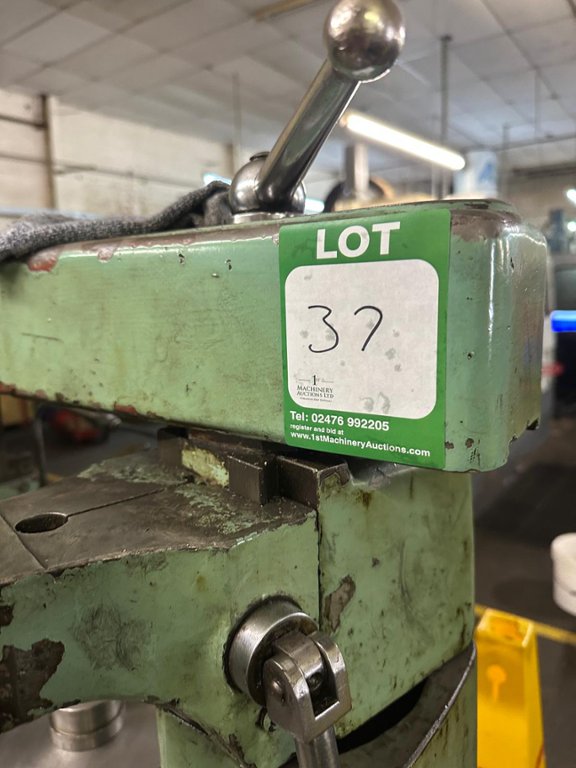 LOT
37
1st
MACHINERY
AUCTIONS LTD
Tel: 02476 992205
register and bid at
www.1stMachineryAuctions.com